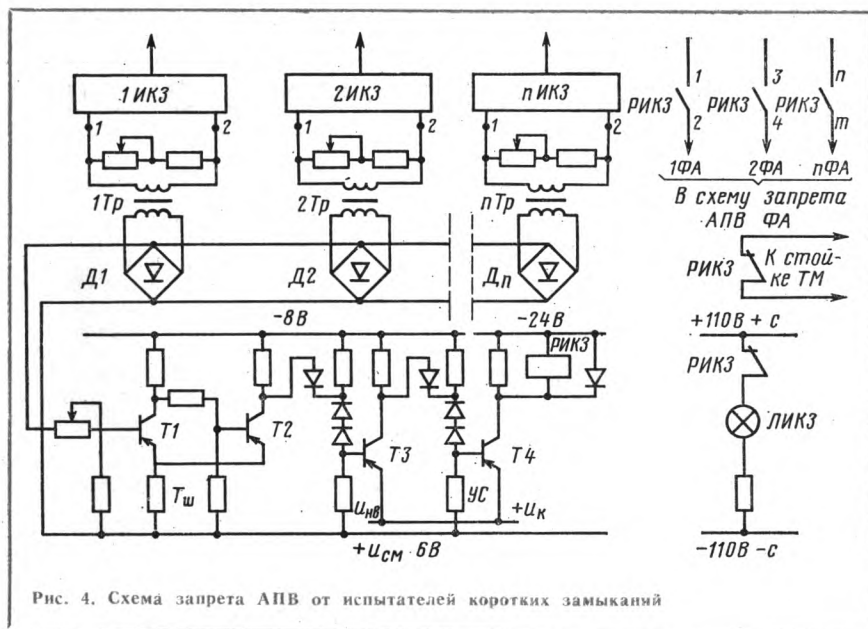 1ИКЗ
2ИКЗ
пИКЗ
1
2
1
2
1
2
1Тр
2Тр
пТр
Д1
Д2
Дп
1
3
п
РИКЗ
РИКЗ
РИКЗ
2
4
т
1ФА
2ФА
пФА
В схему запрета
АПВ ФА
РИКЗ
К стой-
ке ТМ
-8В
-24В
РИКЗ
+110В + с
РИКЗ
ЛИКЗ
Т1
Т2
Т3
Т4
Тш
Uнв
УС
+Uк
+Uсм 6В
-110В -с
Рис. 4. Схема запрета АПВ от испытателей коротких замыканий